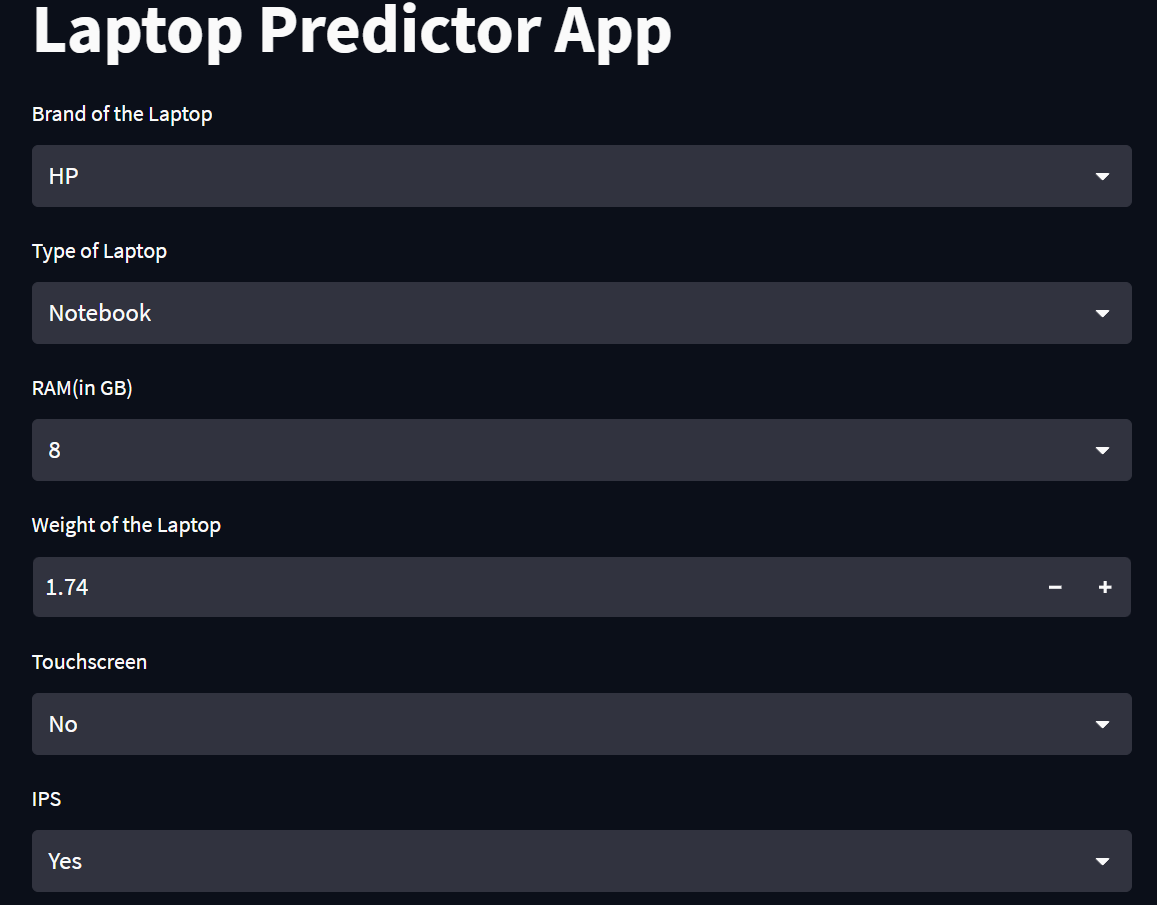 Laptop Predictor App
Brand of the Laptop
HP
Type of Laptop
Notebook
RAM(in GB)
8
Weight of the Laptop
1.74
Touchscreen
No
IPS
Yes